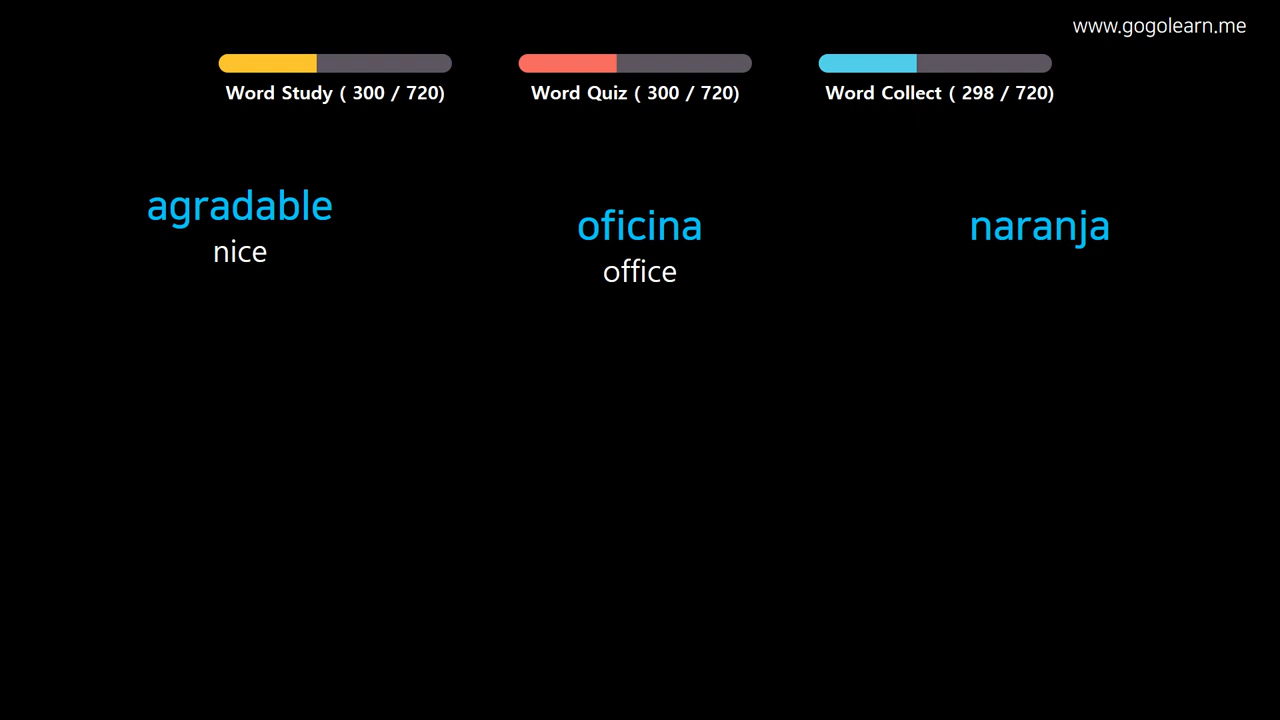 www.gogolearn.me
Word Study ( 300 / 720)
Word Quiz ( 300 / 720)
Word Collect ( 298 / 720)
agradable
nice
oficina
office
naranja